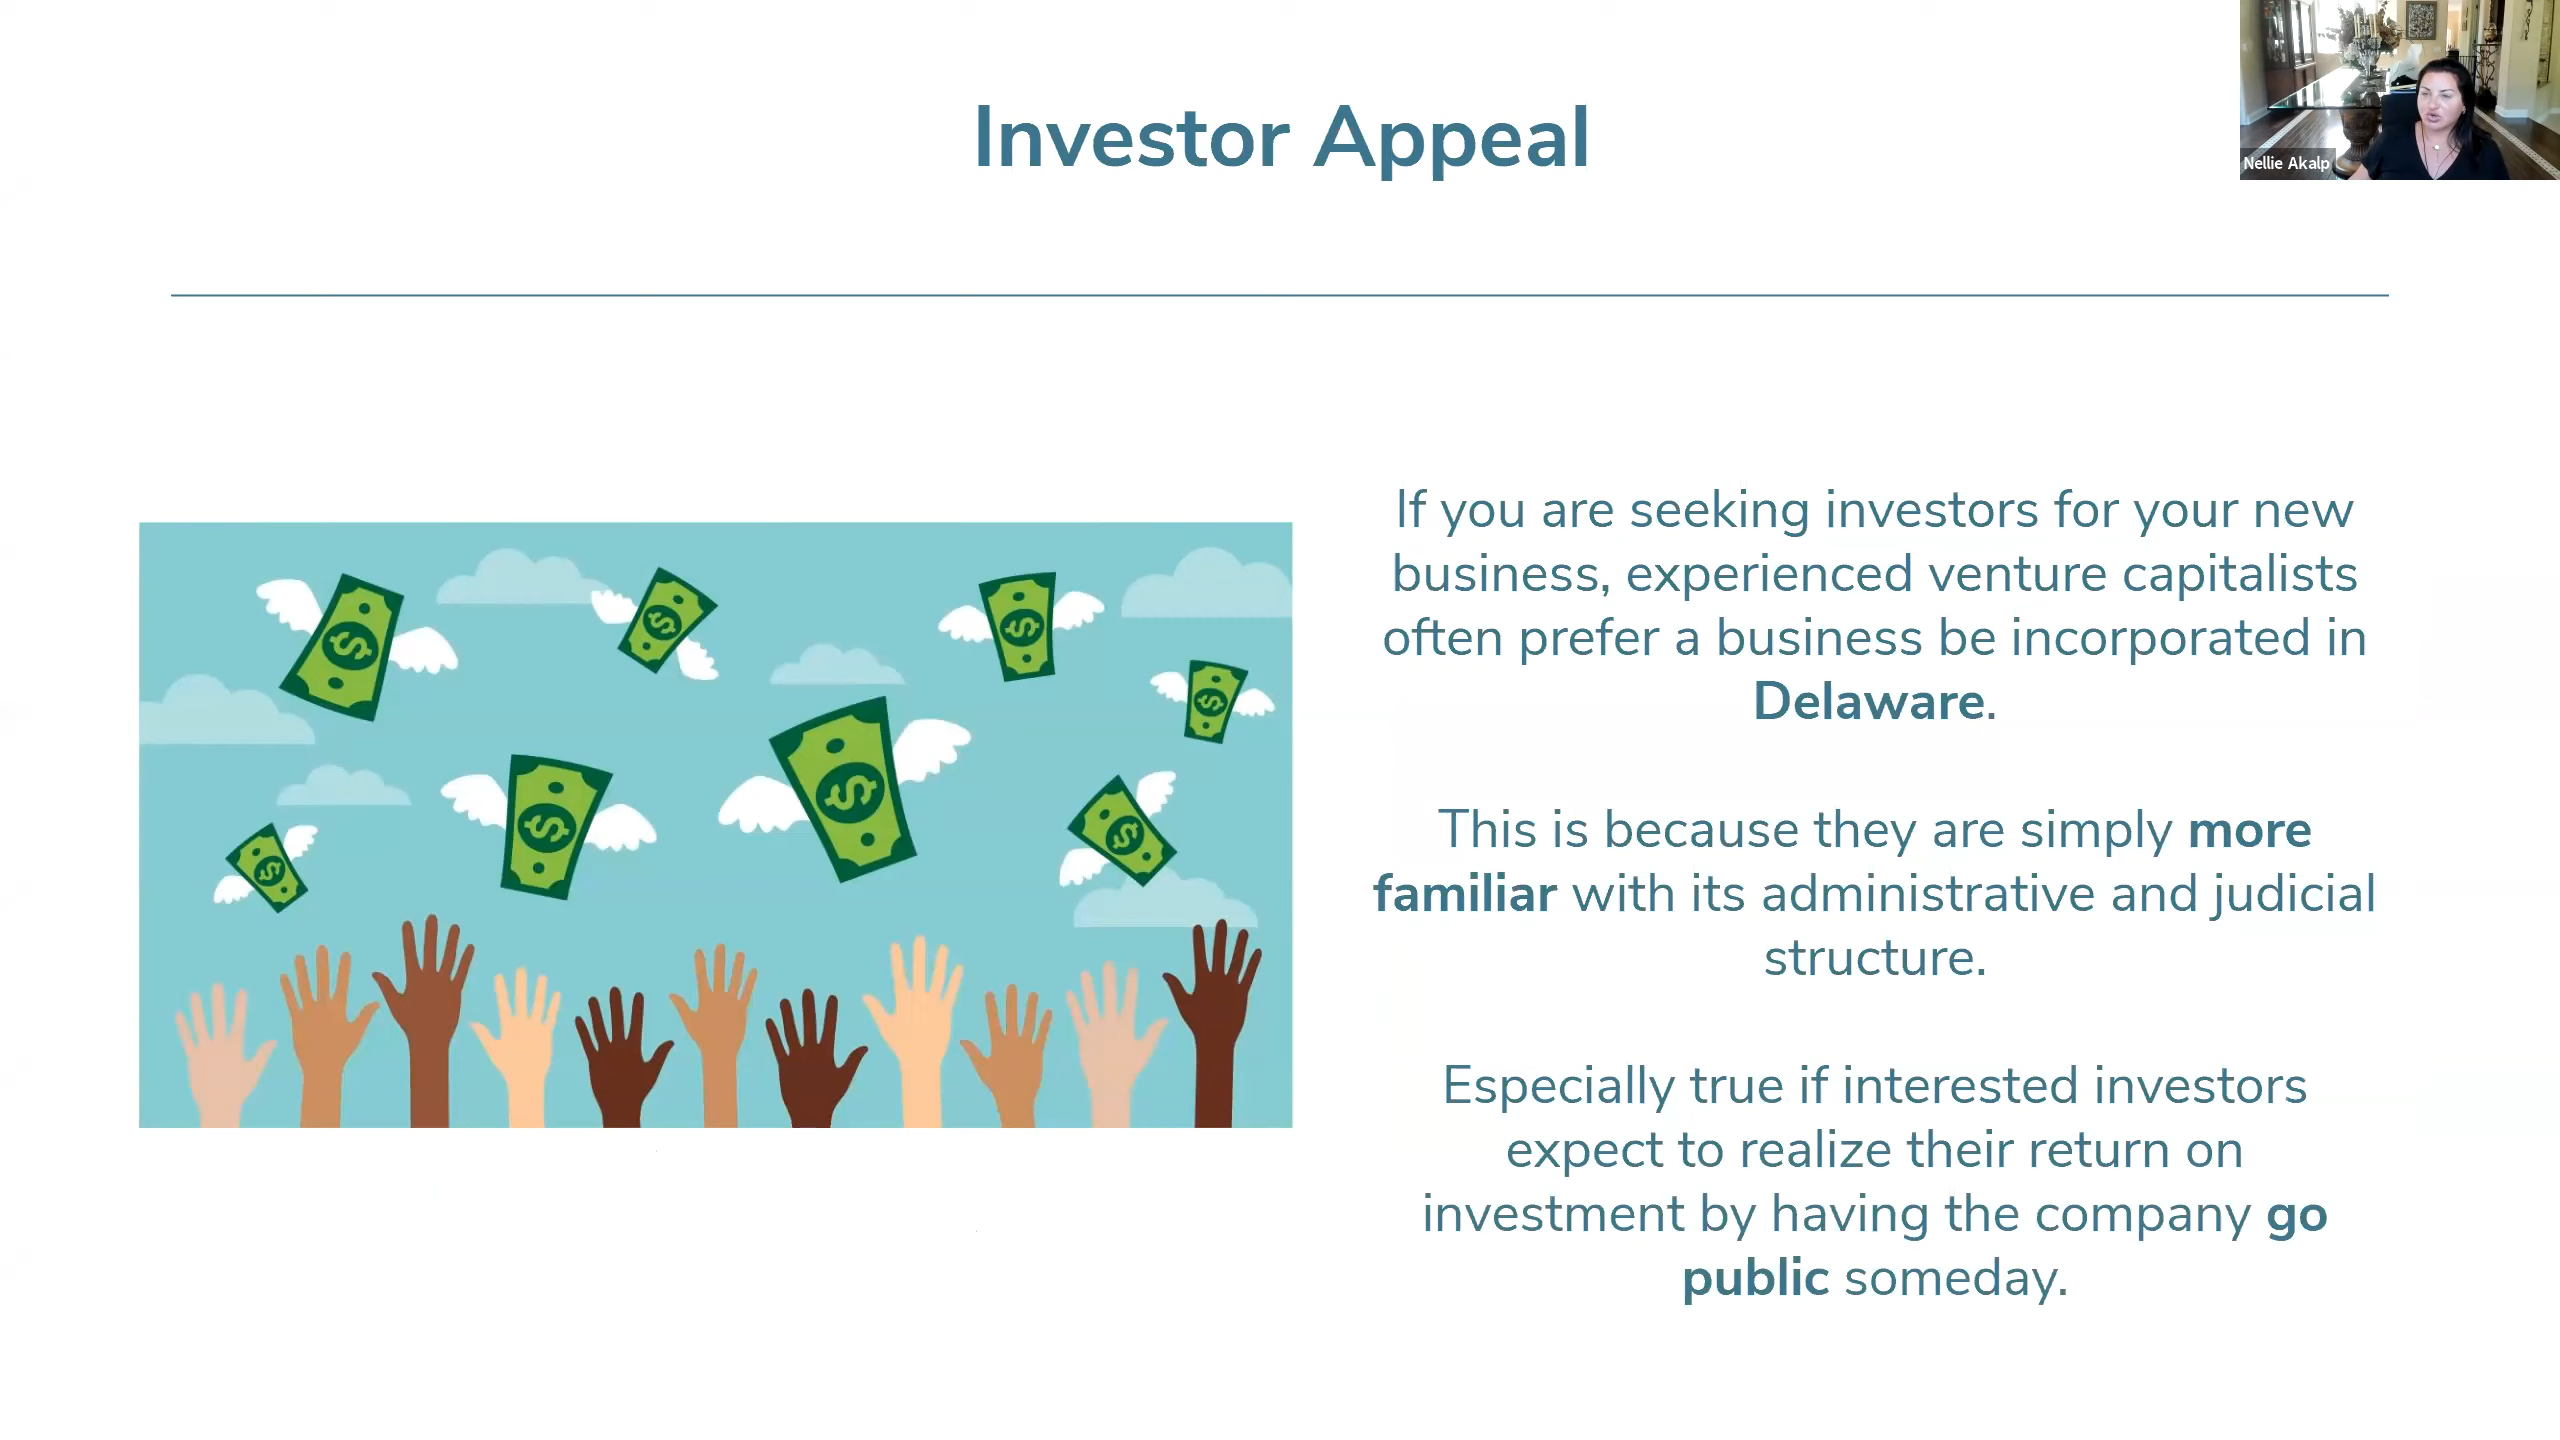 Investor Appeal
Nellie Akalp
If you are seeking investors for your new
business, experienced venture capitalists
often prefer a business be incorporated in
Delaware.
This is because they are simply more
familiar with its administrative and judicial
structure.
Especially true if interested investors
expect to realize their return on
investment by having the company go
public someday.
$
$
$
$
$
$
$
$